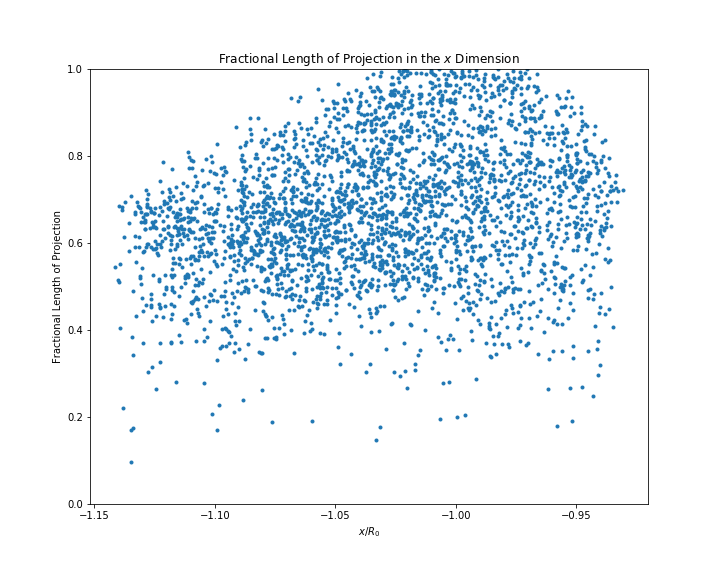 Fractional Length of Projection in the x Dimension
Fractional Length of Projection
1.0
0.8
0.6
0.4
0.2
0.0
−1.15 −1.10 −1.05 −1.00 −0.95
x/R₀